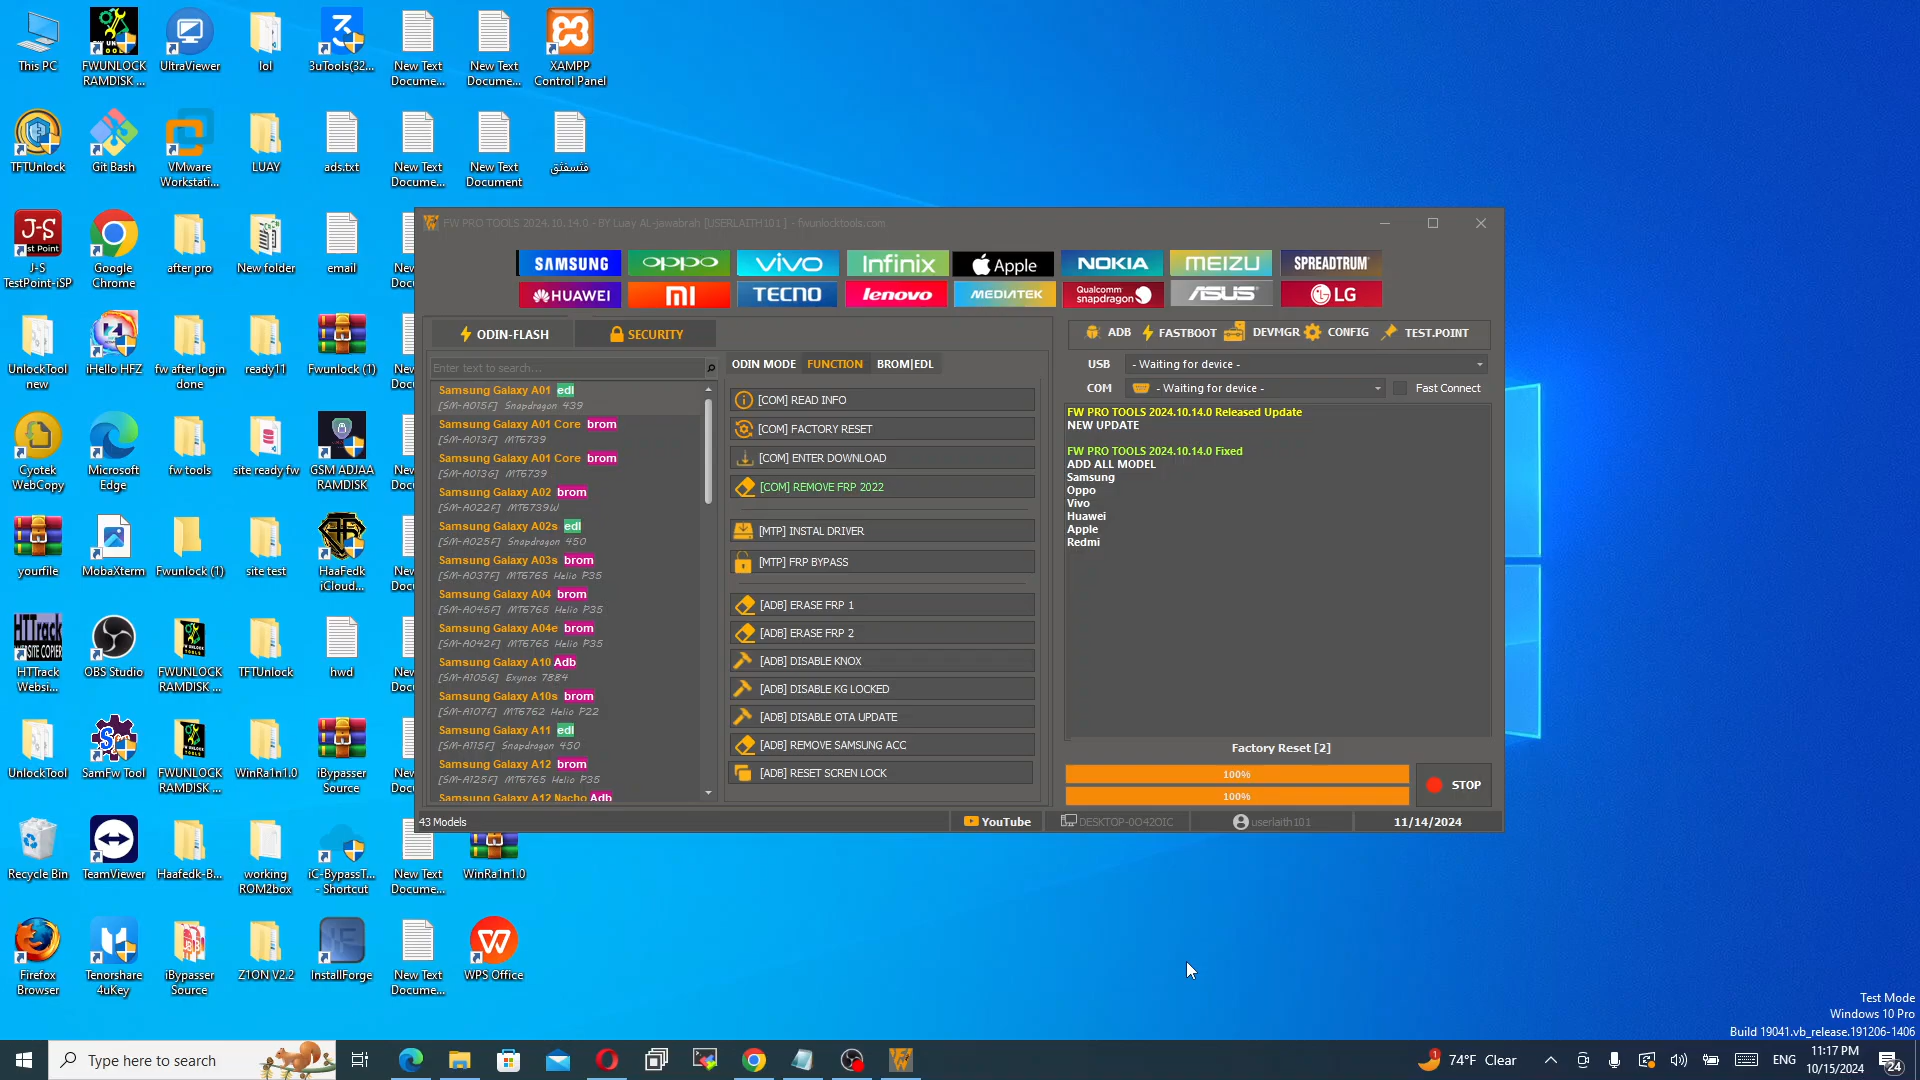 This PC
FWUNLOCK
RAMDISK ...
UltraViewer
lol
3uTools(32...
New Text
Docume...
New Text
Docume...
XAMPP
Control Panel
TFTUnlock
Git Bash
VMware
Workstati...
LUAY
ads.txt
New Text
Docume...
New Text
Document
فتسفثق
J-S
TestPoint-iSP
Google
Chrome
after pro
New folder
email
UnlockTool
new
iHello HFZ
fw after login
done
ready11
Fwunlock (1)
Cyotek
WebCopy
Microsoft
Edge
fw tools
site ready fw
GSM ADJAA
RAMDISK
yourfile
MobaXterm
Fwunlock (1)
site test
HaaFedk
iCloud...
HTTrack
Websi...
OBS Studio
FWUNLOCK
RAMDISK ...
TFTUnlock
hwd
UnlockTool
SamFw Tool
FWUNLOCK
RAMDISK ...
WinRa1n1.0
iBypasser
Source
Recycle Bin
TeamViewer
Haafedk-B...
working
ROM2box
iC-BypassT...
- Shortcut
New Text
Docume...
WinRa1n1.0
Firefox
Browser
Tenorshare
4uKey
iBypasser
Source
Z1ON V2.2
InstallForge
New Text
Docume...
WPS Office
FW PRO TOOLS 2024.10..14.0 - BY Luay AL-jawabrah [USERLAITH101 ] - fwunlocktools.com
SAMSUNG
oppo
vivo
Infinix
Apple
NOKIA
MEIZU
SPREADTRUM
HUAWEI
MI
TECNO
lenovo
MEDIATEK
Qualcomm
snapdragon
ASUS
LG
ODIN-FLASH
SECURITY
Enter text to search...
Samsung Galaxy A01 edl
[SM-A015F] Snapdragon 439
Samsung Galaxy A01 Core brom
[SM-A013F] MT6739
Samsung Galaxy A01 Core brom
[SM-A013G] MT6739
Samsung Galaxy A02 brom
[SM-A022F] MT6739W
Samsung Galaxy A02s edl
[SM-A025F] Snapdragon 450
Samsung Galaxy A03s brom
[SM-A037F] MT6765 Helio P35
Samsung Galaxy A04 brom
[SM-A045F] MT6765 Helio P35
Samsung Galaxy A04e brom
[SM-A042F] MT6765 Helio P35
Samsung Galaxy A10 Adb
[SM-A105G] Exynos 7884
Samsung Galaxy A10s brom
[SM-A107F] MT6762 Helio P22
Samsung Galaxy A11 edl
[SM-A115F] Snapdragon 450
Samsung Galaxy A12 brom
[SM-A125F] MT6765 Helio P35
Samsung Galaxy A12 Nacho Adb
43 Models
ODIN MODE FUNCTION BROM|EDL
[COM] READ INFO
[COM] FACTORY RESET
[COM] ENTER DOWNLOAD
[COM] REMOVE FRP 2022
[MTP] INSTAL DRIVER
[MTP] FRP BYPASS
[ADB] ERASE FRP 1
[ADB] ERASE FRP 2
[ADB] DISABLE KNOX
[ADB] DISABLE KG LOCKED
[ADB] DISABLE OTA UPDATE
[ADB] REMOVE SAMSUNG ACC
[ADB] RESET SCREN LOCK
ADB FASTBOOT DEVMGR CONFIG TEST.POINT
USB - Waiting for device -
COM - Waiting for device - Fast Connect
FW PRO TOOLS 2024.10.14.0 Released Update
NEW UPDATE
FW PRO TOOLS 2024.10.14.0 Fixed
ADD ALL MODEL
Samsung
Oppo
Vivo
Huawei
Apple
Redmi
Factory Reset [2]
100%
100%
STOP
YouTube
DESKTOP-0O42OIC
userlaith101
11/14/2024
Test Mode
Windows 10 Pro
Build 19041.vb_release.191206-1406
Type here to search
74°F Clear
ENG
11:17 PM
10/15/2024
24